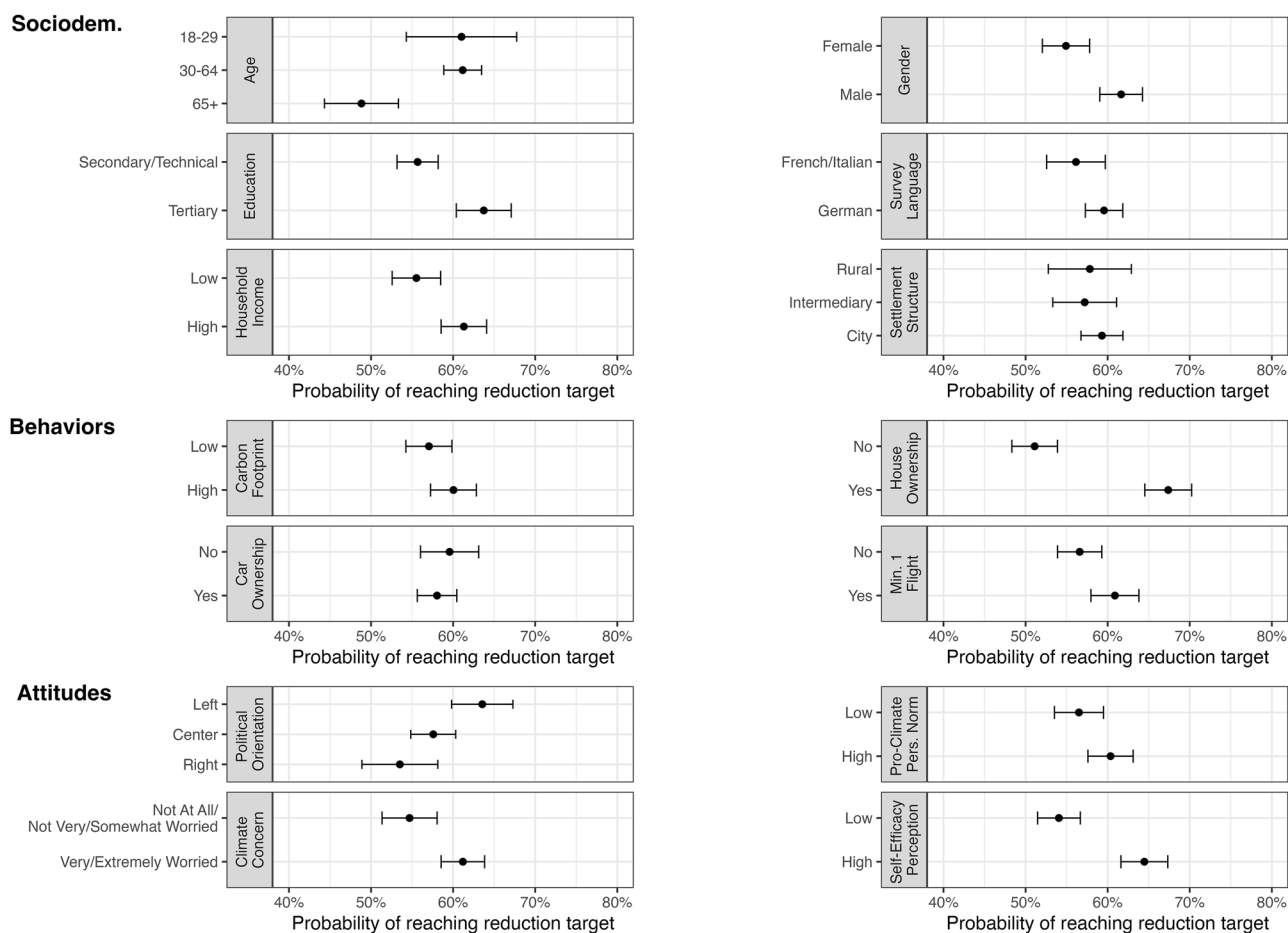 Sociodem.
18-29
30-64
65+
Age
Secondary/Technical
Tertiary
Education
Low
High
Household
Income
40%
50%
60%
70%
80%
Probability of reaching reduction target
Female
Male
Gender
French/Italian
German
Survey
Language
Rural
Intermediary
City
Settlement
Structure
40%
50%
60%
70%
80%
Probability of reaching reduction target
Behaviors
Low
High
Carbon
Footprint
No
Yes
Car
Ownership
40%
50%
60%
70%
80%
Probability of reaching reduction target
No
Yes
House
Ownership
No
Yes
Min. 1
Flight
40%
50%
60%
70%
80%
Probability of reaching reduction target
Attitudes
Left
Center
Right
Political
Orientation
Not At All/
Not Very/Somewhat Worried
Very/Extremely Worried
Climate
Concern
40%
50%
60%
70%
80%
Probability of reaching reduction target
Low
High
Pro-Climate
Pers. Norm
Low
High
Self-Efficacy
Perception
40%
50%
60%
70%
80%
Probability of reaching reduction target